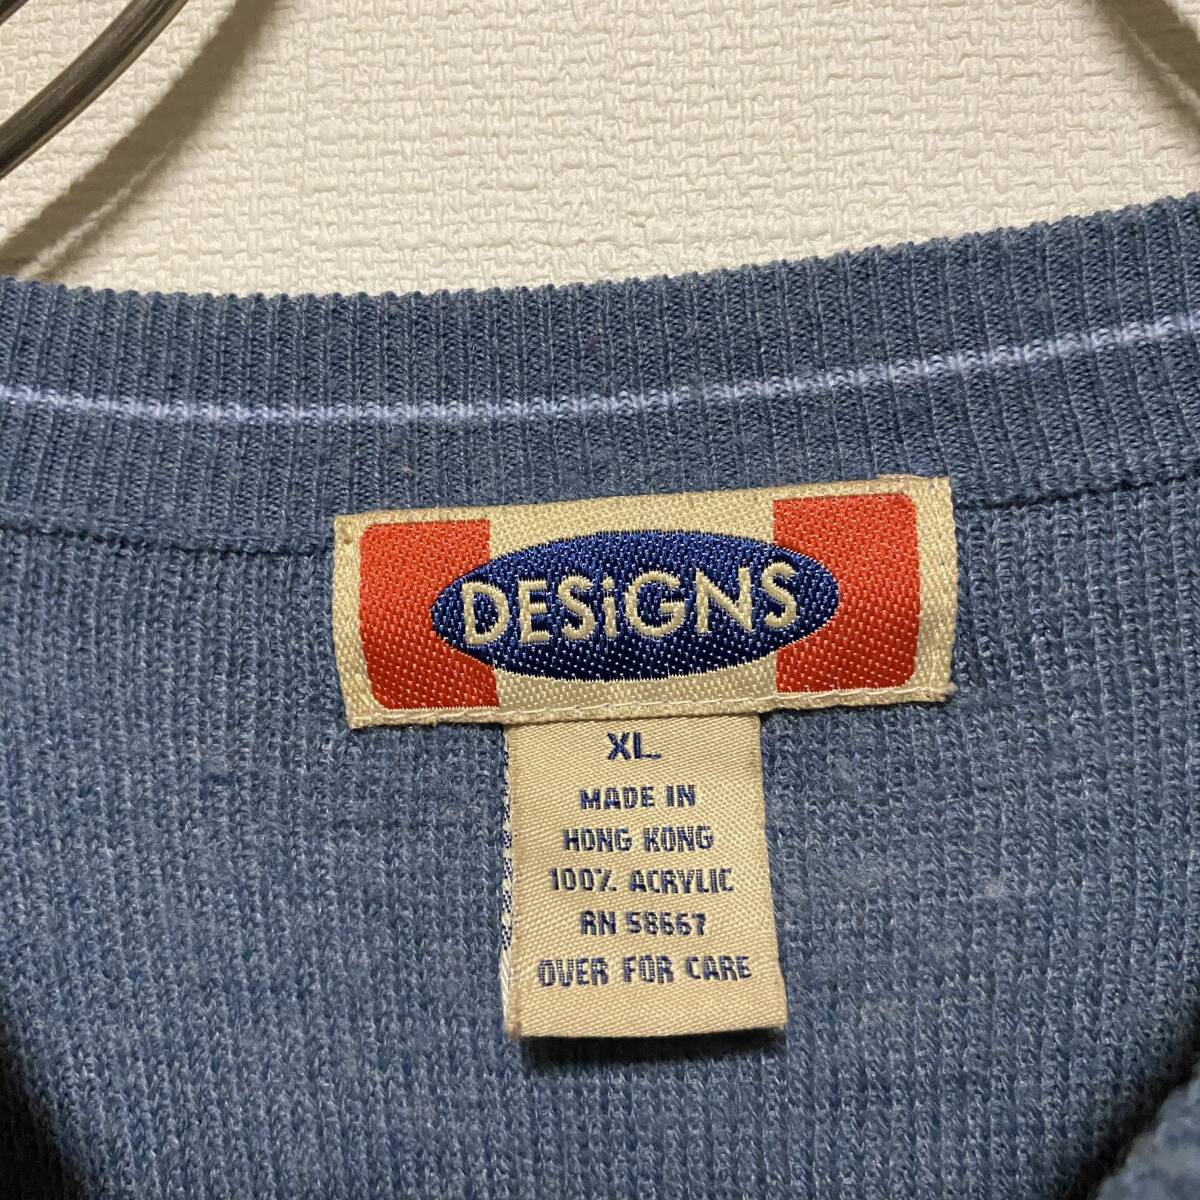 DESiGNS
XL
MADE IN
HONG KONG
100% ACRYLIC
RN 58667
OVER FOR CARE